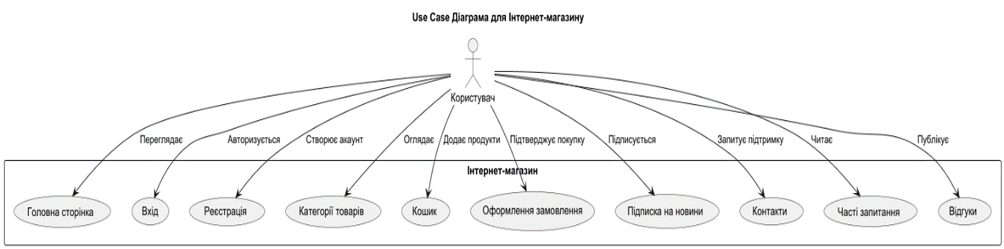 Use Case Діаграма для Інтернет-магазину
Користувач
Переглядає
Авторизується
Створює акаунт
Оглядає
Додає продукти
Підтверджує покупку
Підписується
Запитує підтримку
Читає
Публікує
Інтернет-магазин
Головна сторінка
Вхід
Реєстрація
Категорії товарів
Кошик
Оформлення замовлення
Підписка на новини
Контакти
Часті запитання
Відгуки